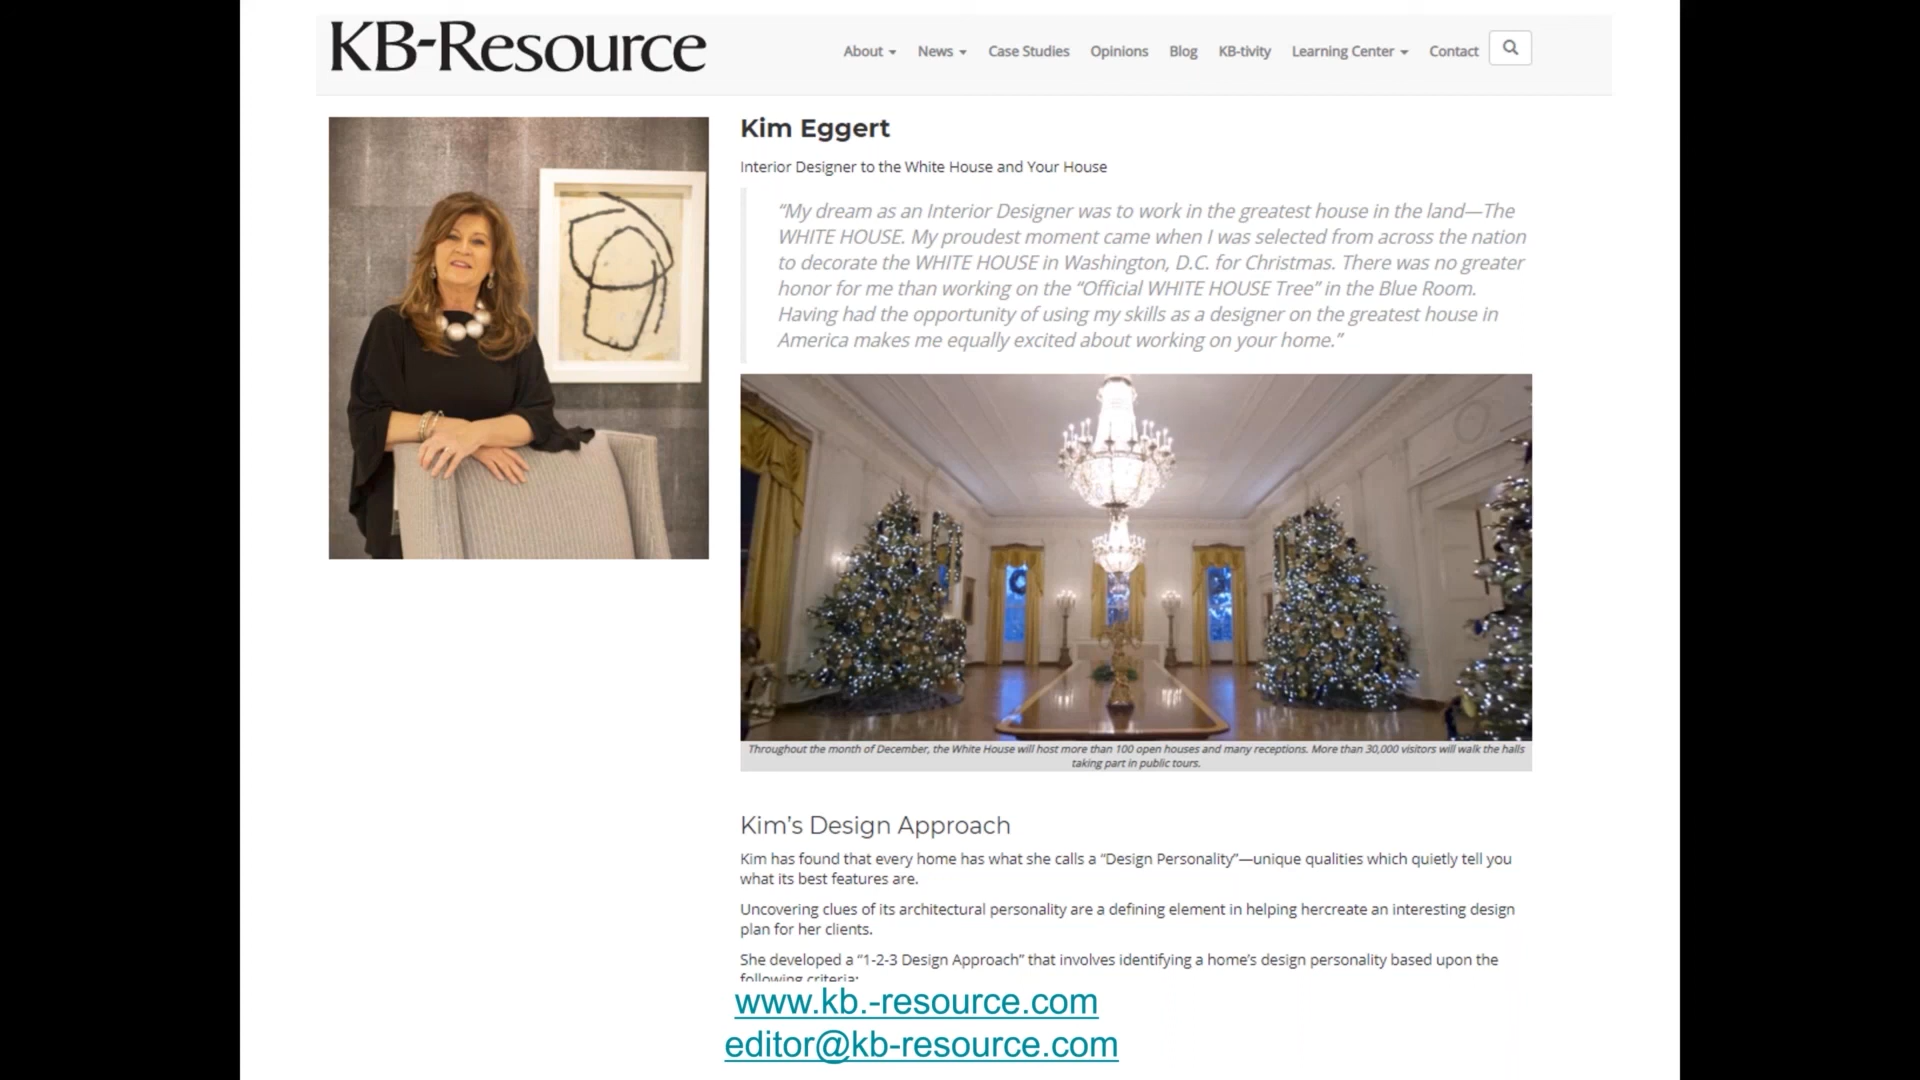 KB-Resource
About News Case Studies Opinions Blog KB-tivity Learning Center Contact
Kim Eggert
Interior Designer to the White House and Your House
“My dream as an Interior Designer was to work in the greatest house in the land—The
WHITE HOUSE. My proudest moment came when I was selected from across the nation
to decorate the WHITE HOUSE in Washington, D.C. for Christmas. There was no greater
honor for me than working on the “Official WHITE HOUSE Tree” in the Blue Room.
Having had the opportunity of using my skills as a designer on the greatest house in
America makes me equally excited about working on your home.”
Throughout the month of December, the White House will host more than 100 open houses and many receptions. More than 30,000 visitors will walk the halls
taking part in public tours.
Kim’s Design Approach
Kim has found that every home has what she calls a “Design Personality”—unique qualities which quietly tell you
what its best features are.
Uncovering clues of its architectural personality are a defining element in helping hercreate an interesting design
plan for her clients.
She developed a “1-2-3 Design Approach” that involves identifying a home’s design personality based upon the
following criteria:
www.kb.-resource.com
editor@kb-resource.com